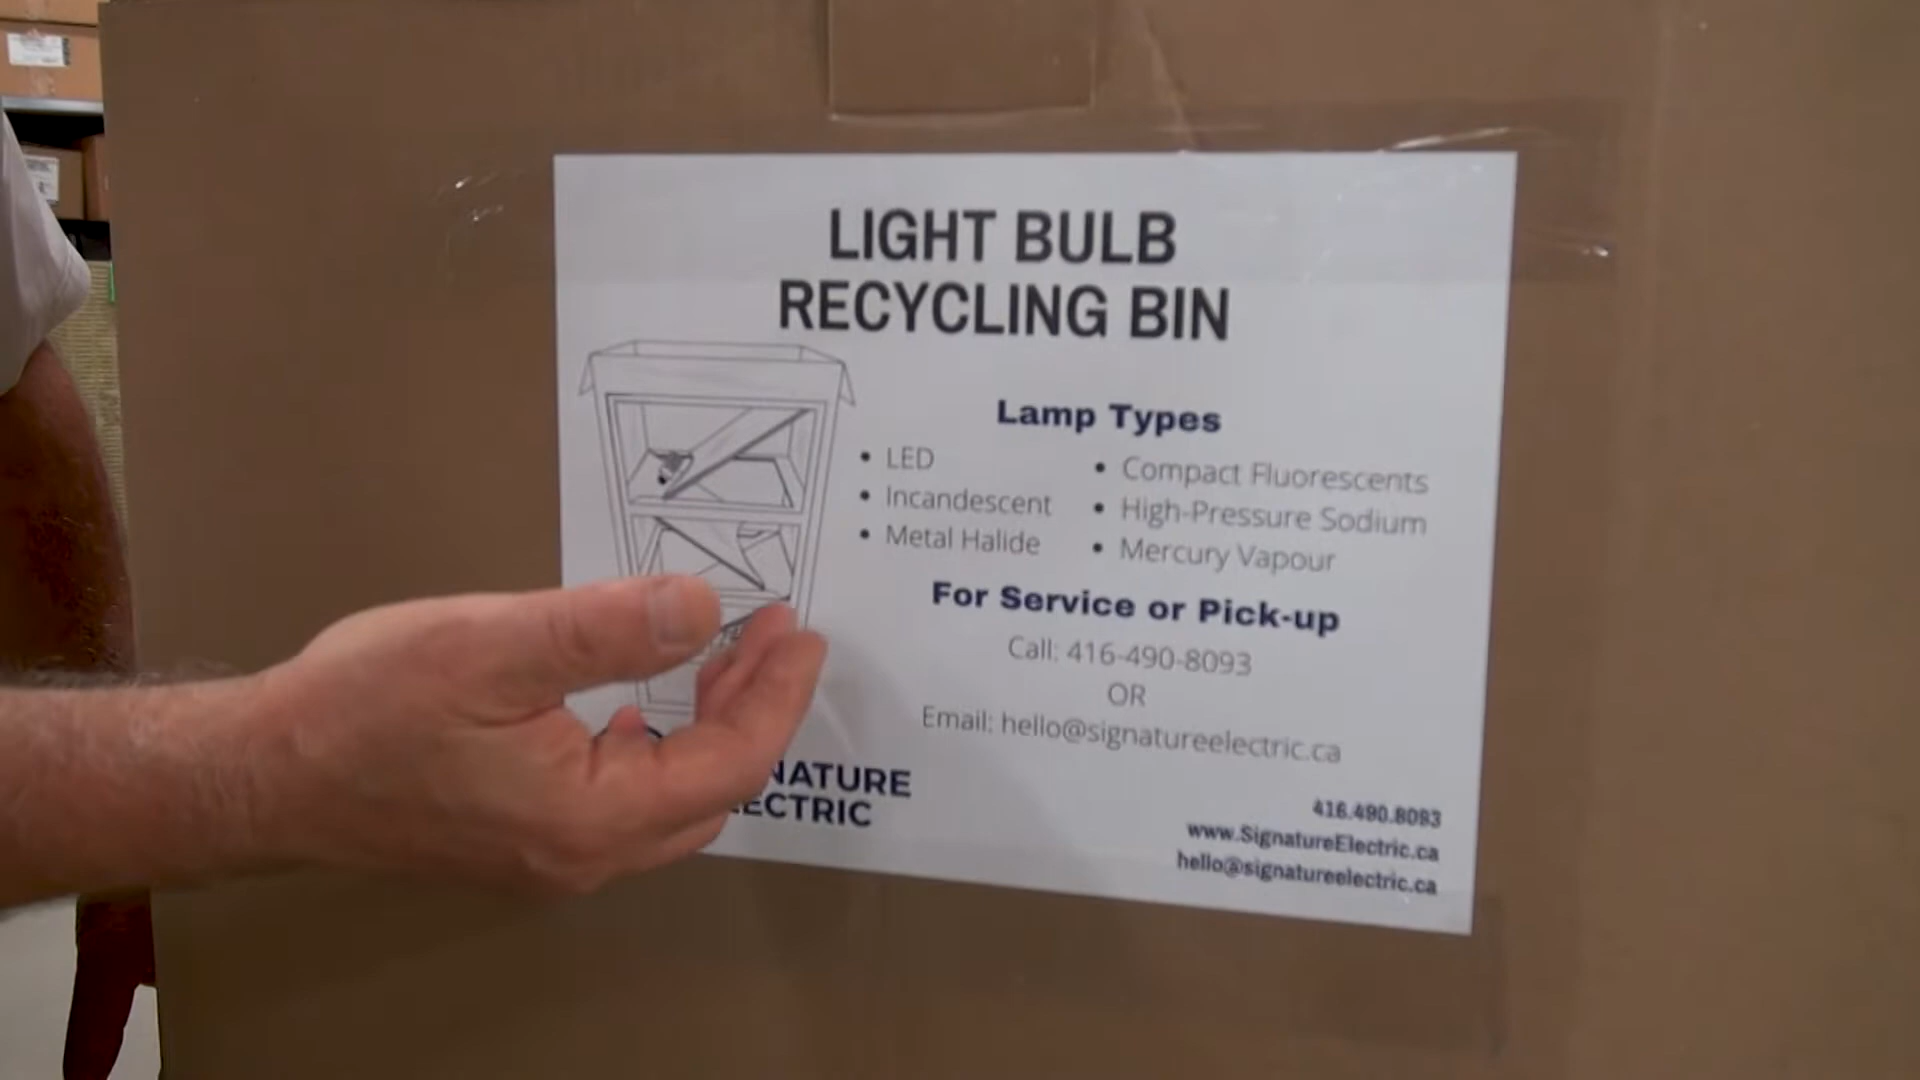 LIGHT BULB
RECYCLING BIN
Lamp Types
• LED
• Incandescent
• Metal Halide
• Compact Fluorescents
• High-Pressure Sodium
• Mercury Vapour
For Service or Pick-up
Call: 416-490-8093
OR
Email: hello@signatureelectric.ca
NATURE
ECTRIC
416.490.8093
www.SignatureElectric.ca
hello@signatureelectric.ca